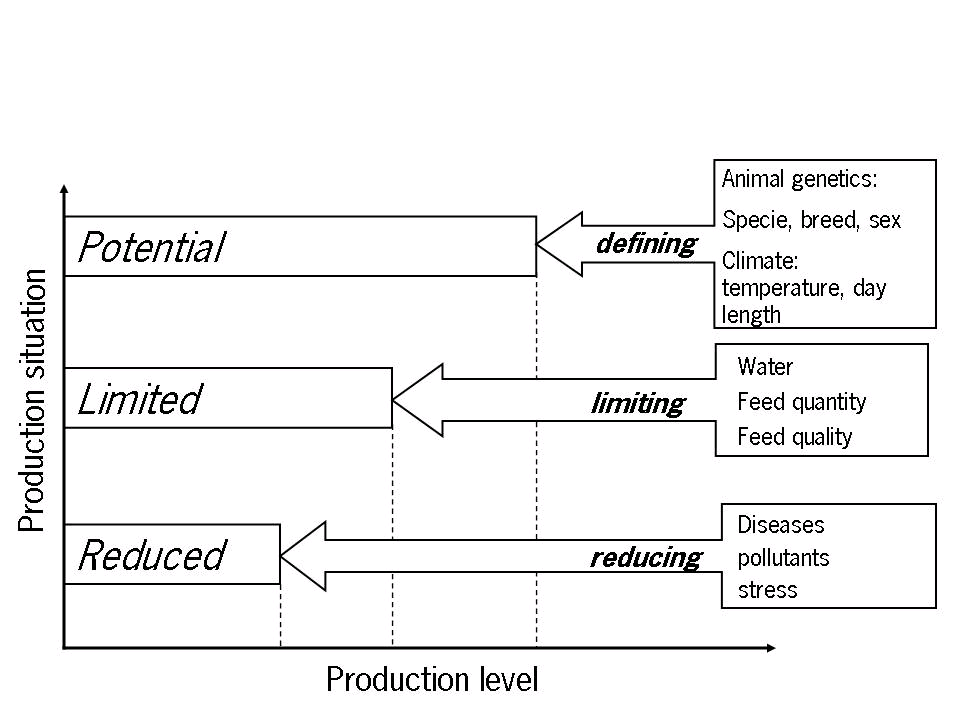 Animal genetics:
Specie, breed, sex
Climate:
temperature, day
length
Potential
defining
Water
Feed quantity
Feed quality
Limited
limiting
Diseases
pollutants
stress
Reduced
reducing
Production situation
Production level